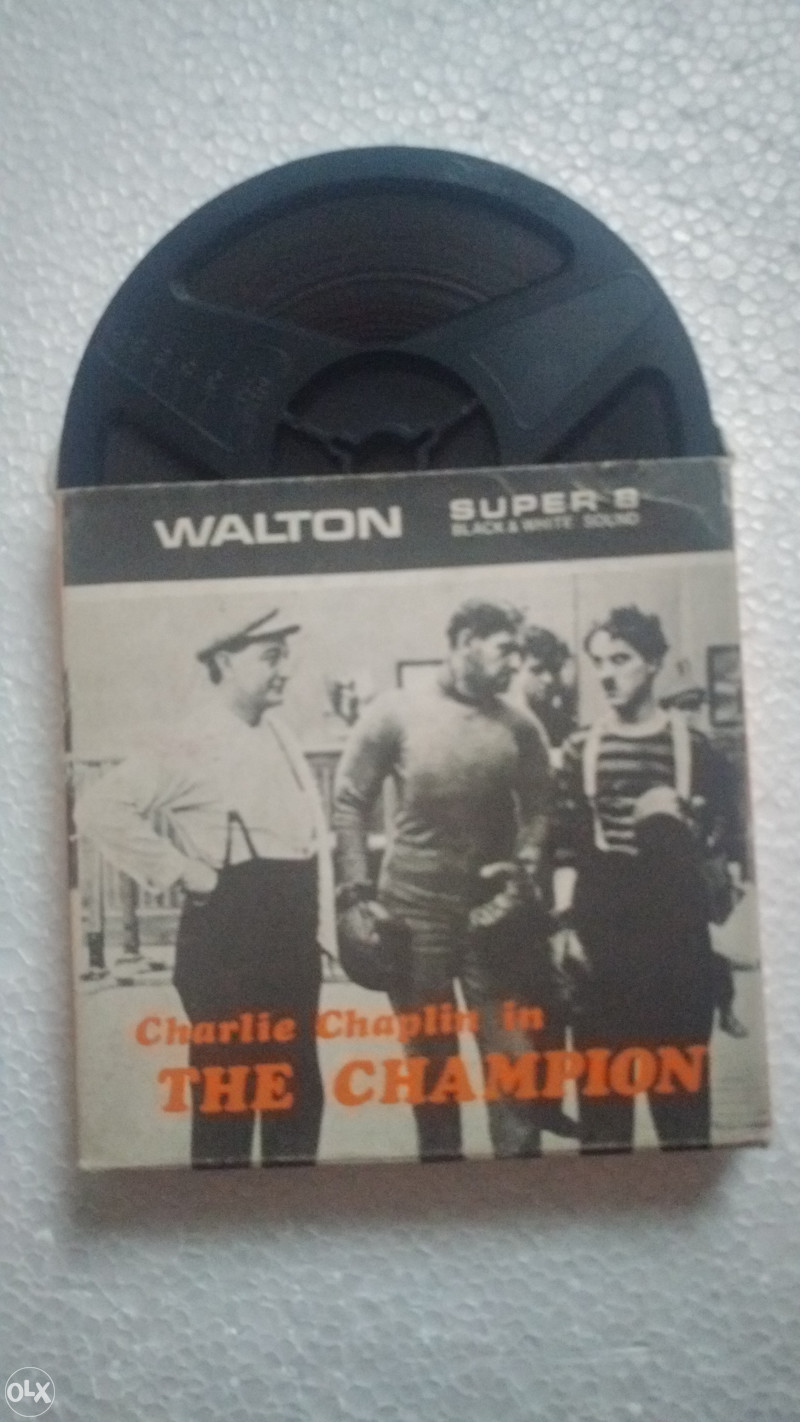 WALTON
SUPER 8
BLACK & WHITE SOUND
Charlie Chaplin in
THE CHAMPION
OLX